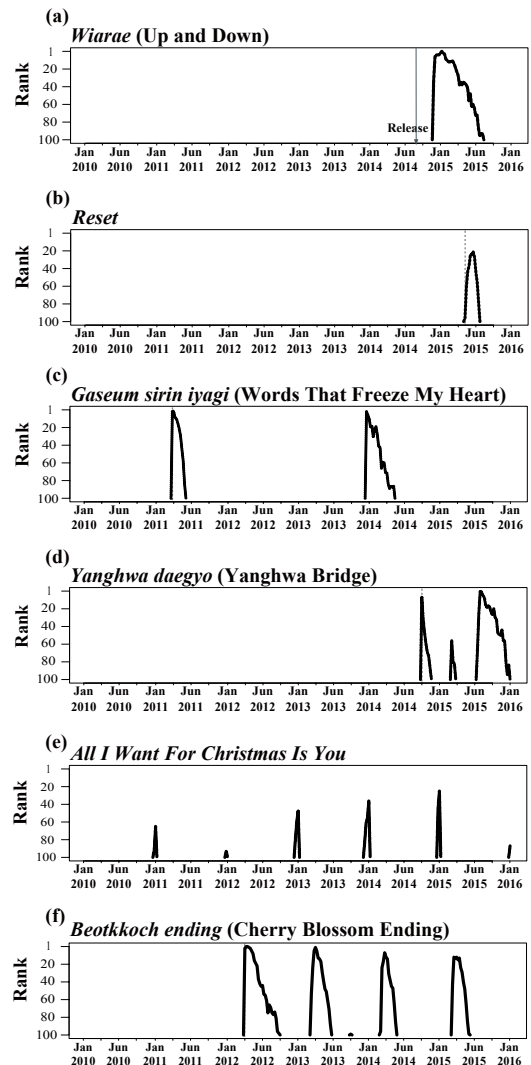 (a)
Wiarae (Up and Down)
Rank
1
20
40
60
80
100
Release
Jan Jun Jan Jun Jan Jun Jan Jun Jan Jun Jan Jun Jan
2010 2010 2011 2011 2012 2012 2013 2013 2014 2014 2015 2015 2016
(b)
Reset
Rank
1
20
40
60
80
100
Jan Jun Jan Jun Jan Jun Jan Jun Jan Jun Jan Jun Jan
2010 2010 2011 2011 2012 2012 2013 2013 2014 2014 2015 2015 2016
(c)
Gaseum sirin iyagi (Words That Freeze My Heart)
Rank
1
20
40
60
80
100
Jan Jun Jan Jun Jan Jun Jan Jun Jan Jun Jan Jun Jan
2010 2010 2011 2011 2012 2012 2013 2013 2014 2014 2015 2015 2016
(d)
Yanghwa daegyo (Yanghwa Bridge)
Rank
1
20
40
60
80
100
Jan Jun Jan Jun Jan Jun Jan Jun Jan Jun Jan Jun Jan
2010 2010 2011 2011 2012 2012 2013 2013 2014 2014 2015 2015 2016
(e)
All I Want For Christmas Is You
Rank
1
20
40
60
80
100
Jan Jun Jan Jun Jan Jun Jan Jun Jan Jun Jan Jun Jan
2010 2010 2011 2011 2012 2012 2013 2013 2014 2014 2015 2015 2016
(f)
Beotkkoch ending (Cherry Blossom Ending)
Rank
1
20
40
60
80
100
Jan Jun Jan Jun Jan Jun Jan Jun Jan Jun Jan Jun Jan
2010 2010 2011 2011 2012 2012 2013 2013 2014 2014 2015 2015 2016